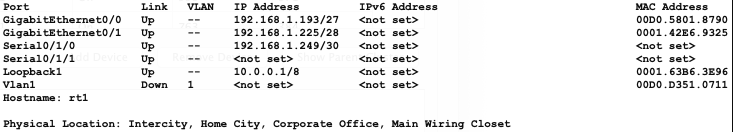 Port Link VLAN IP Address IPv6 Address MAC Address
GigabitEthernet0/0 Up -- 192.168.1.193/27 <not set> 00D0.5801.8790
GigabitEthernet0/1 Up -- 192.168.1.225/28 <not set> 0001.42E6.9325
Serial0/1/0 Up -- 192.168.1.249/30 <not set> <not set>
Serial0/1/1 Up -- <not set> <not set> <not set>
Loopback1 Up -- 10.0.0.1/8 <not set> 0001.63B6.3E96
Vlan1 Down 1 <not set> <not set> 00D0.D351.0711
Hostname: rt1
Physical Location: Intercity, Home City, Corporate Office, Main Wiring Closet